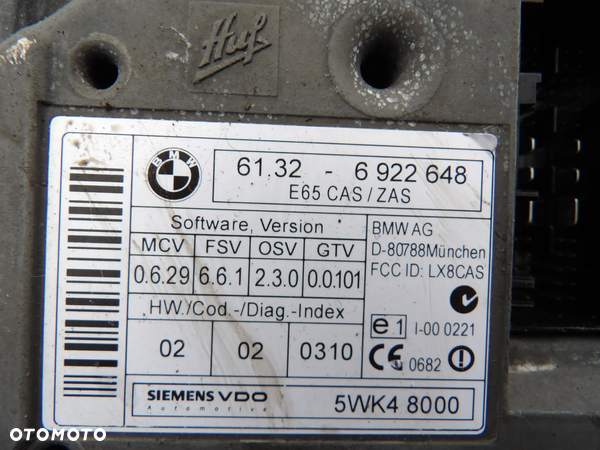 Huf
BMW
61.32 - 6 922 648
E65 CAS/ZAS
Software, Version
MCV FSV OSV GTV
0.6.29 6.6.1 2.3.0 0.0.101
HW./Cod.-/Diag.-Index
02 02 0310
BMW AG
D-80788München
FCC ID: LX8CAS
e1 I-00 0221
CE 0682
SIEMENS VDO
Automotive
5WK4 8000
OTOMOTO